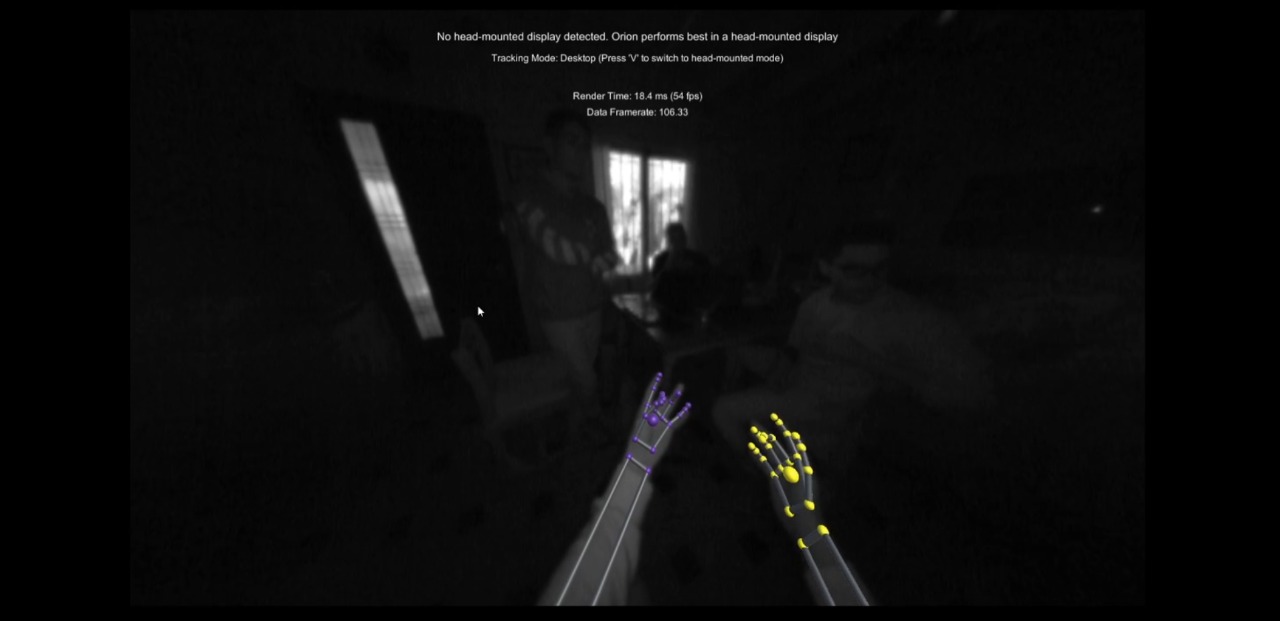 No head-mounted display detected. Orion performs best in a head-mounted display
Tracking Mode: Desktop (Press 'V' to switch to head-mounted mode)
Render Time: 18.4 ms (54 fps)
Data Framerate: 106.33